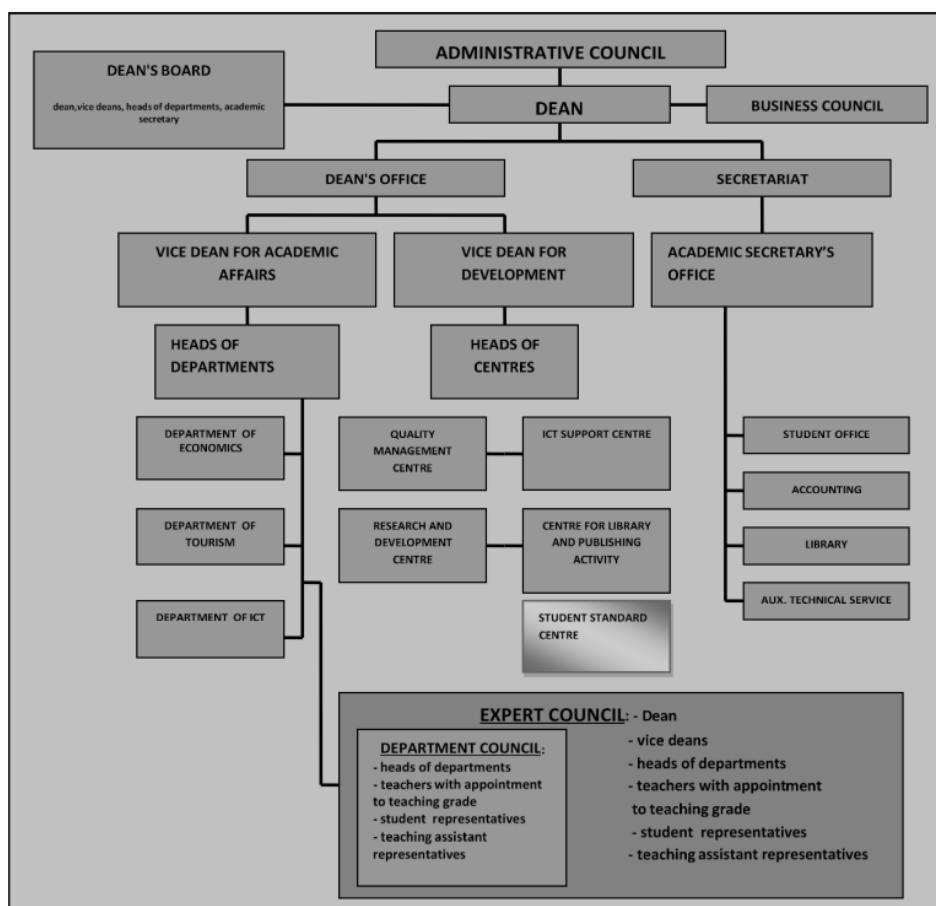 ADMINISTRATIVE COUNCIL
DEAN'S BOARD
dean,vice deans, heads of departments, academic
secretary
DEAN
BUSINESS COUNCIL
DEAN'S OFFICE
SECRETARIAT
VICE DEAN FOR ACADEMIC
AFFAIRS
VICE DEAN FOR
DEVELOPMENT
ACADEMIC SECRETARY'S
OFFICE
HEADS OF
DEPARTMENTS
HEADS OF
CENTRES
DEPARTMENT OF
ECONOMICS
QUALITY
MANAGEMENT
CENTRE
ICT SUPPORT CENTRE
STUDENT OFFICE
ACCOUNTING
DEPARTMENT OF
TOURISM
RESEARCH AND
DEVELOPMENT
CENTRE
CENTRE FOR LIBRARY
AND PUBLISHING
ACTIVITY
LIBRARY
AUX. TECHNICAL SERVICE
DEPARTMENT OF ICT
STUDENT STANDARD
CENTRE
EXPERT COUNCIL: - Dean
- vice deans
- heads of departments
- teachers with appointment
to teaching grade
- student representatives
- teaching assistant representatives
DEPARTMENT COUNCIL:
- heads of departments
- teachers with appointment
to teaching grade
- student representatives
- teaching assistant
representatives